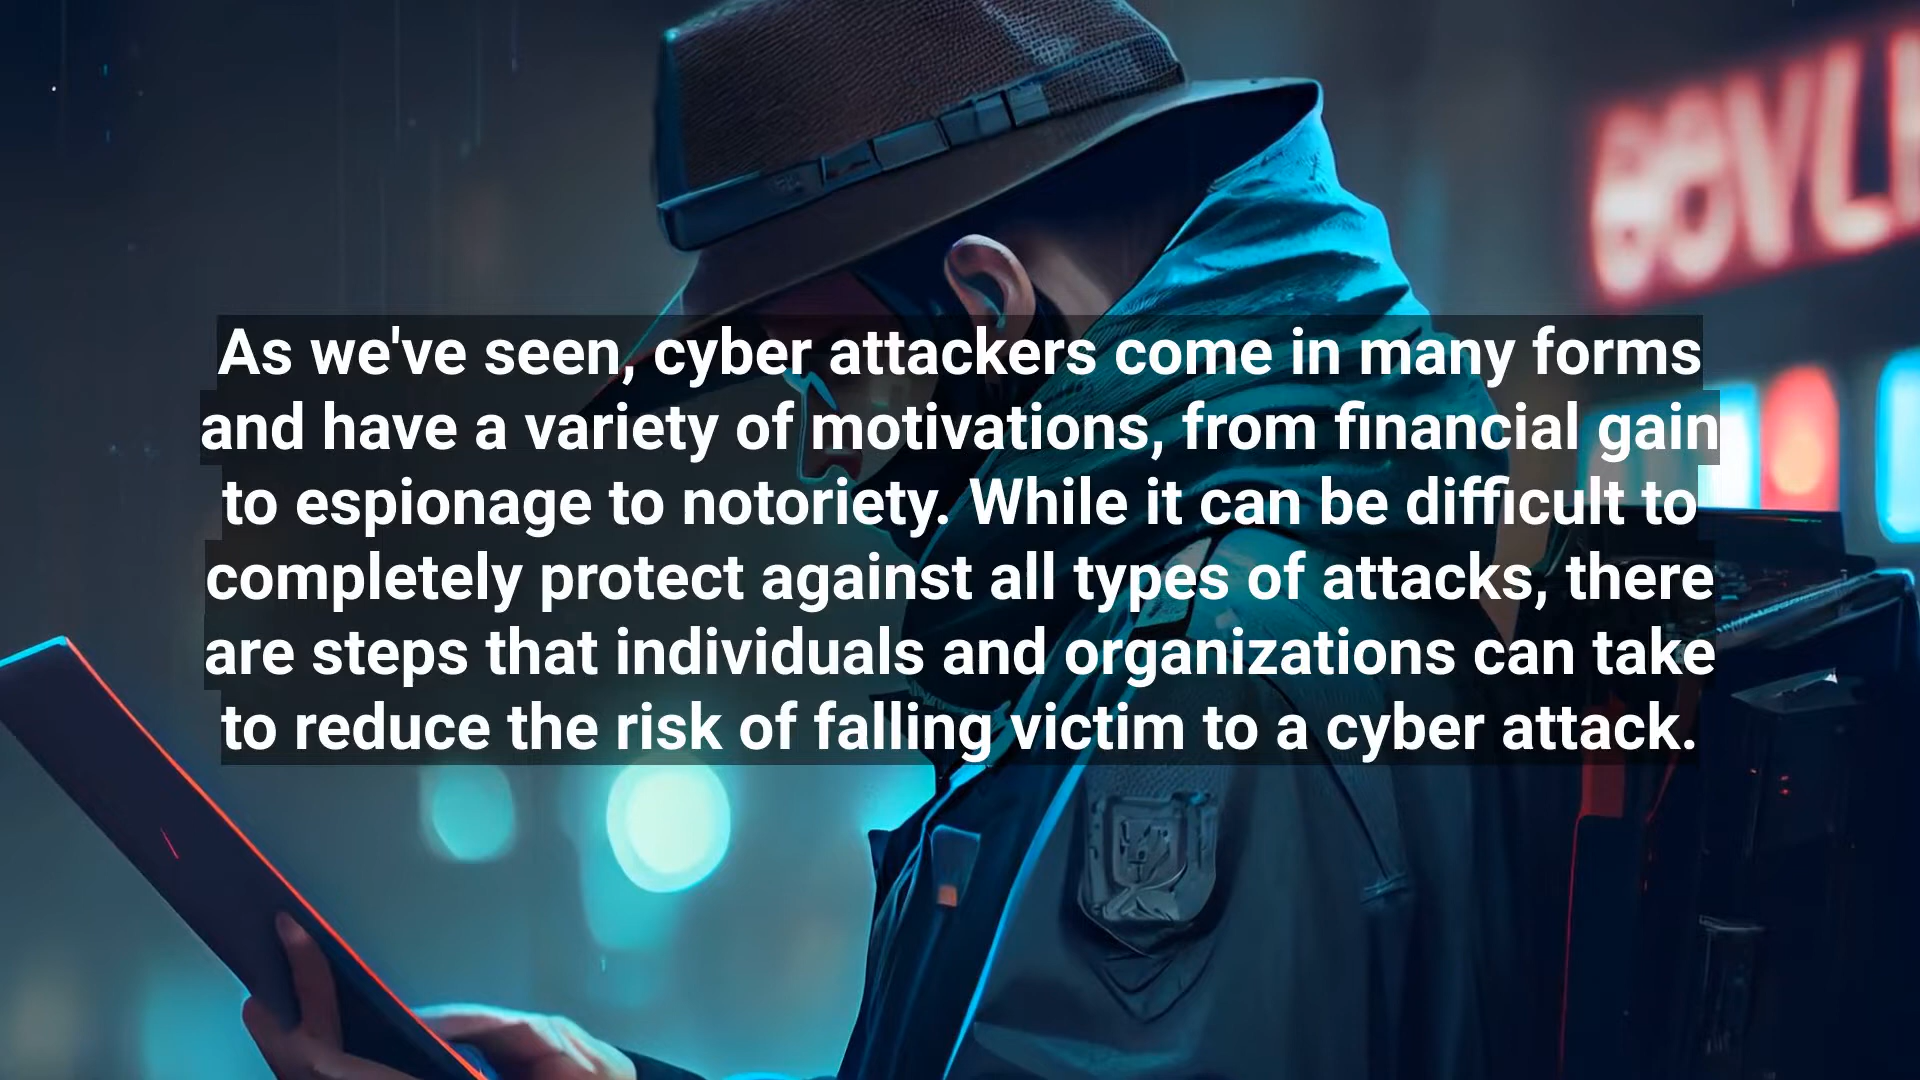 As we've seen, cyber attackers come in many forms
and have a variety of motivations, from financial gain
to espionage to notoriety. While it can be difficult to
completely protect against all types of attacks, there
are steps that individuals and organizations can take
to reduce the risk of falling victim to a cyber attack.